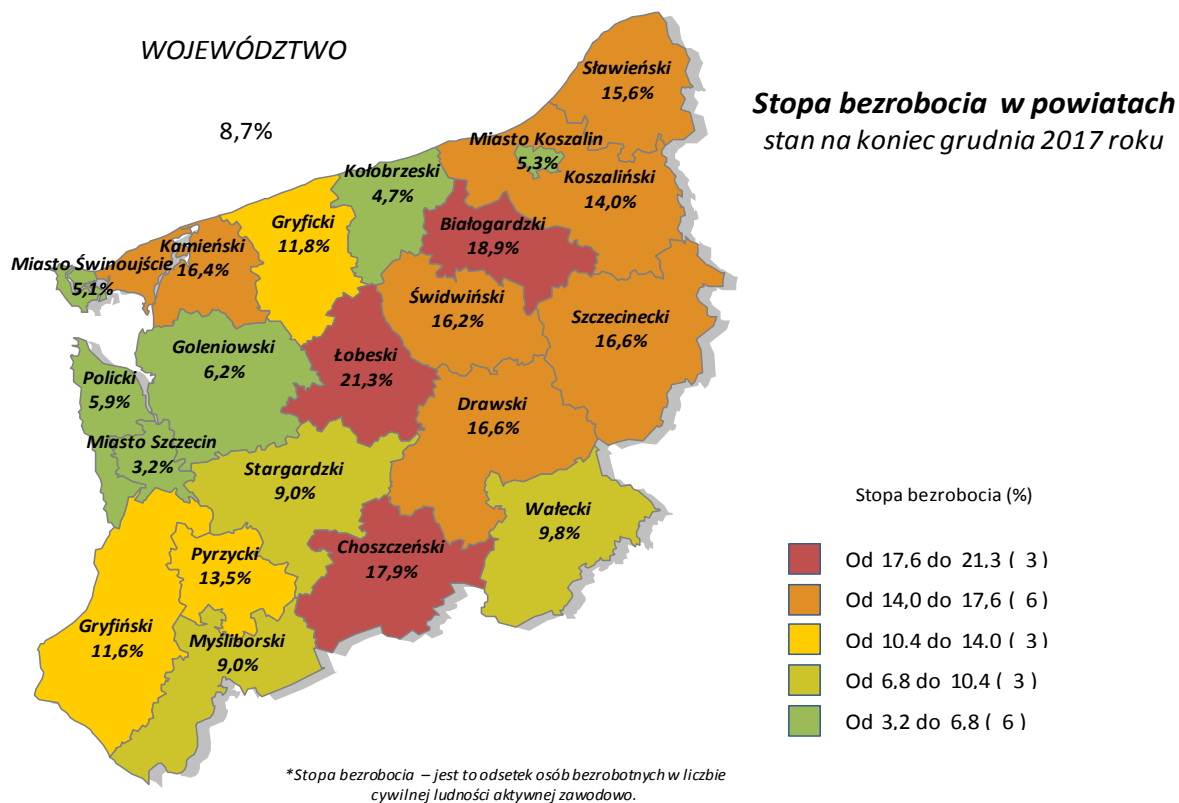 WOJEWÓDZTWO
8,7%
Stopa bezrobocia w powiatach
stan na koniec grudnia 2017 roku
Sławieński
15,6%
Miasto Koszalin
5,3%
Koszaliński
14,0%
Kołobrzeski
4,7%
Białogardzki
18,9%
Gryficki
11,8%
Kamieński
16,4%
Miasto Świnoujście
5,1%
Świdwiński
16,2%
Szczecinecki
16,6%
Goleniowski
6,2%
Łobeski
21,3%
Policki
5,9%
Drawski
16,6%
Miasto Szczecin
3,2%
Stargardzki
9,0%
Wałecki
9,8%
Choszczeński
17,9%
Pyrzycki
13,5%
Gryfiński
11,6%
Myśliborski
9,0%
Stopa bezrobocia (%)
Od 17,6 do 21,3 ( 3 )
Od 14,0 do 17,6 ( 6 )
Od 10,4 do 14,0 ( 3 )
Od 6,8 do 10,4 ( 3 )
Od 3,2 do 6,8 ( 6 )
*Stopa bezrobocia – jest to odsetek osób bezrobotnych w liczbie
cywilnej ludności aktywnej zawodowo.